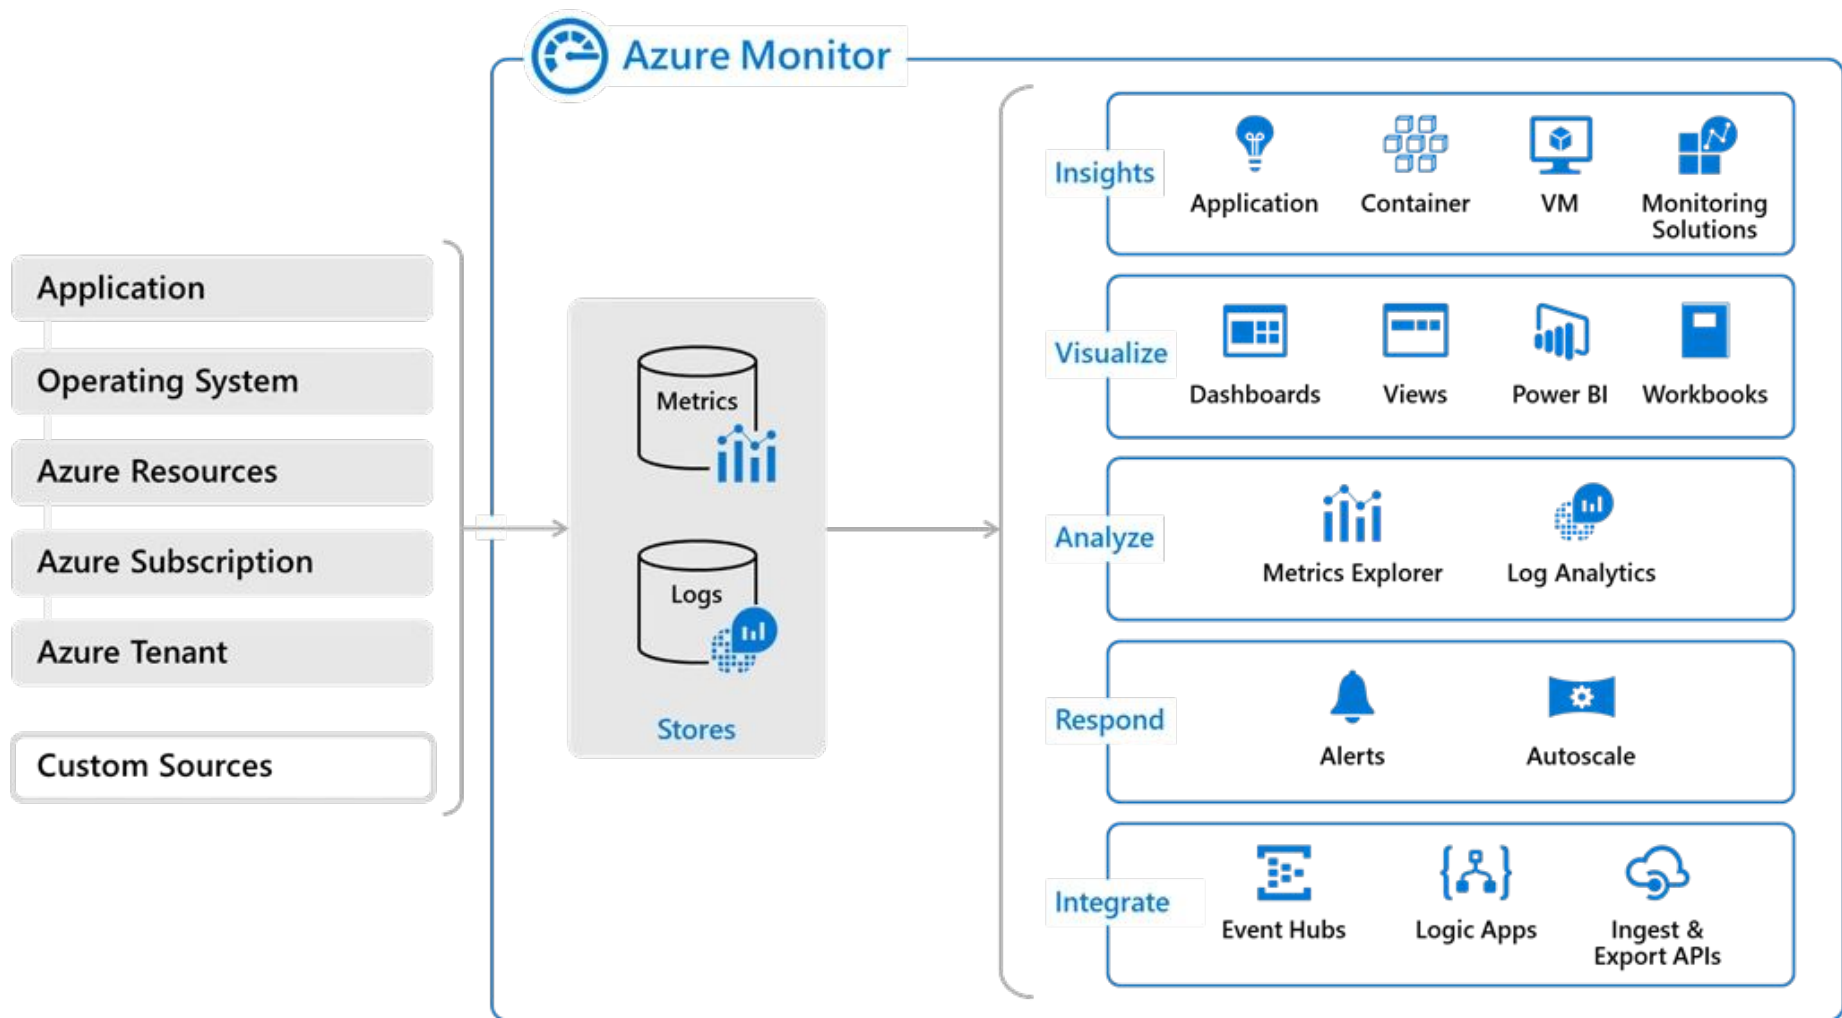 Azure Monitor
Application
Operating System
Azure Resources
Azure Subscription
Azure Tenant
Custom Sources
Metrics
Logs
Stores
Insights
Application
Container
VM
Monitoring
Solutions
Visualize
Dashboards
Views
Power BI
Workbooks
Analyze
Metrics Explorer
Log Analytics
Respond
Alerts
Autoscale
Integrate
Event Hubs
Logic Apps
Ingest &
Export APIs